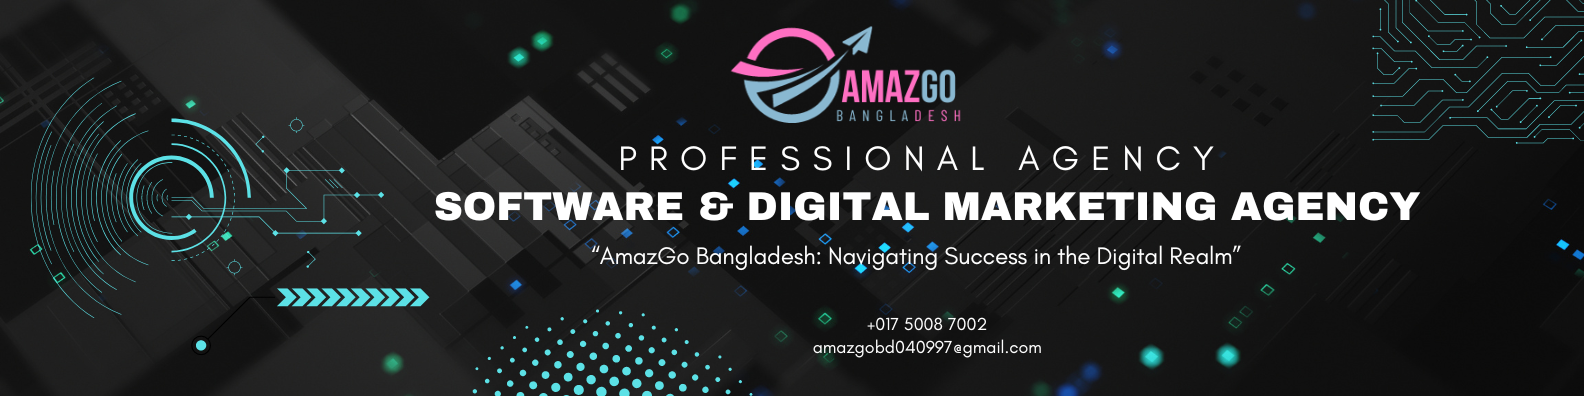 AMAZGO
BANGLADESH
PROFESSIONAL AGENCY
SOFTWARE & DIGITAL MARKETING AGENCY
“AmazGo Bangladesh: Navigating Success in the Digital Realm”
+017 5008 7002
amazgobd040997@gmail.com